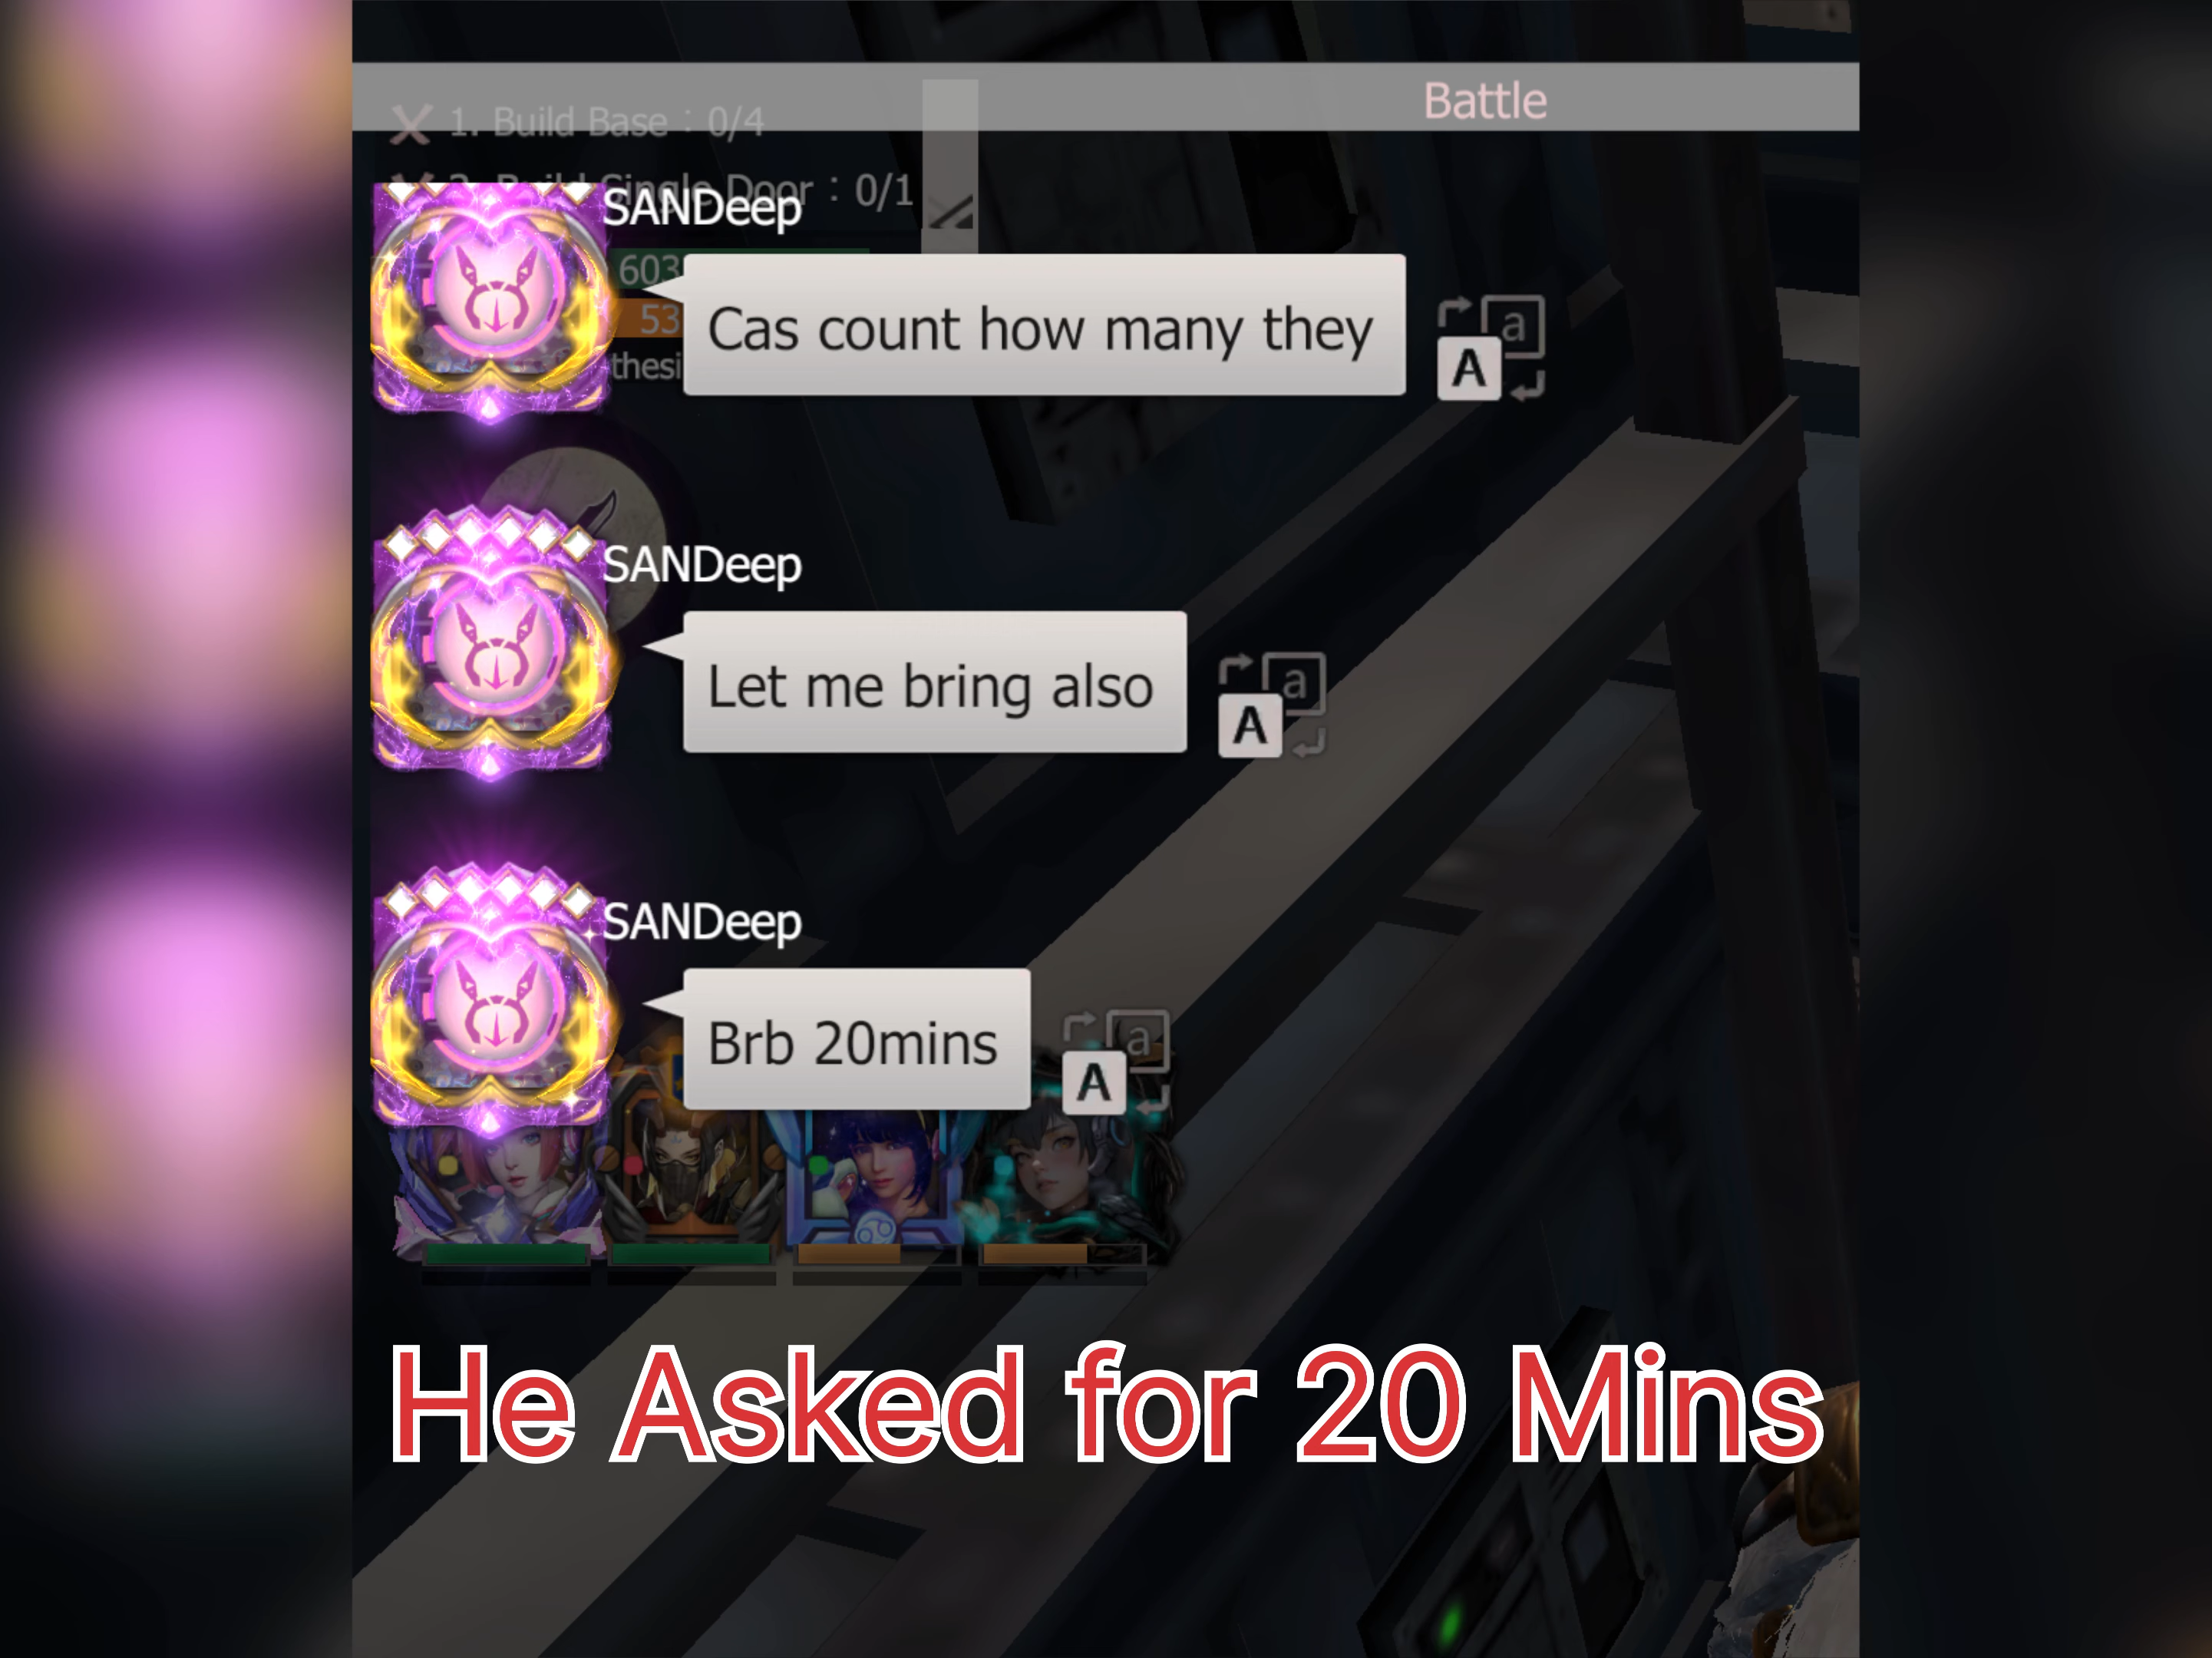 Battle
1. Build Base : 0/4
2. Build Single Door : 0/1
SANDeep
603
53
thesi
Cas count how many they
a
A
SANDeep
Let me bring also
a
A
SANDeep
Brb 20mins
a
A
He Asked for 20 Mins